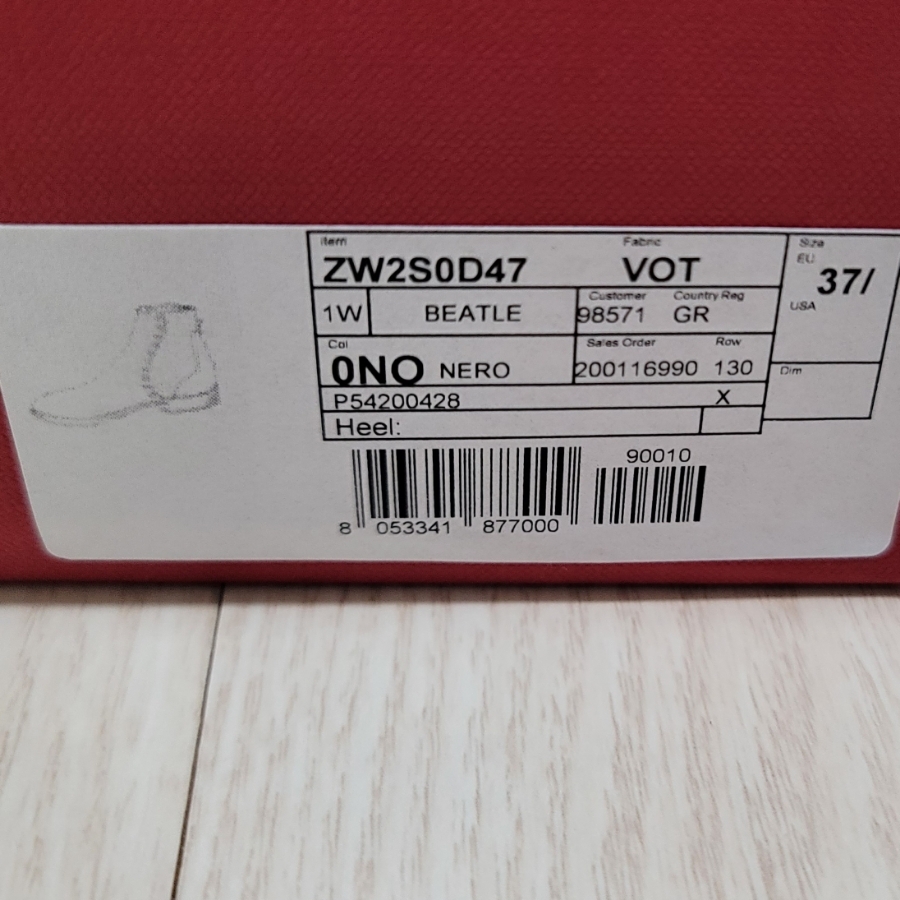 Item Fabric Size
ZW2S0D47 VOT EU 37/
Customer Country Reg USA
1W BEATLE 98571 GR
Col Sales Order Row
0NO NERO 200116990 130 Dim
P54200428 X
Heel:
90010
8 053341 877000